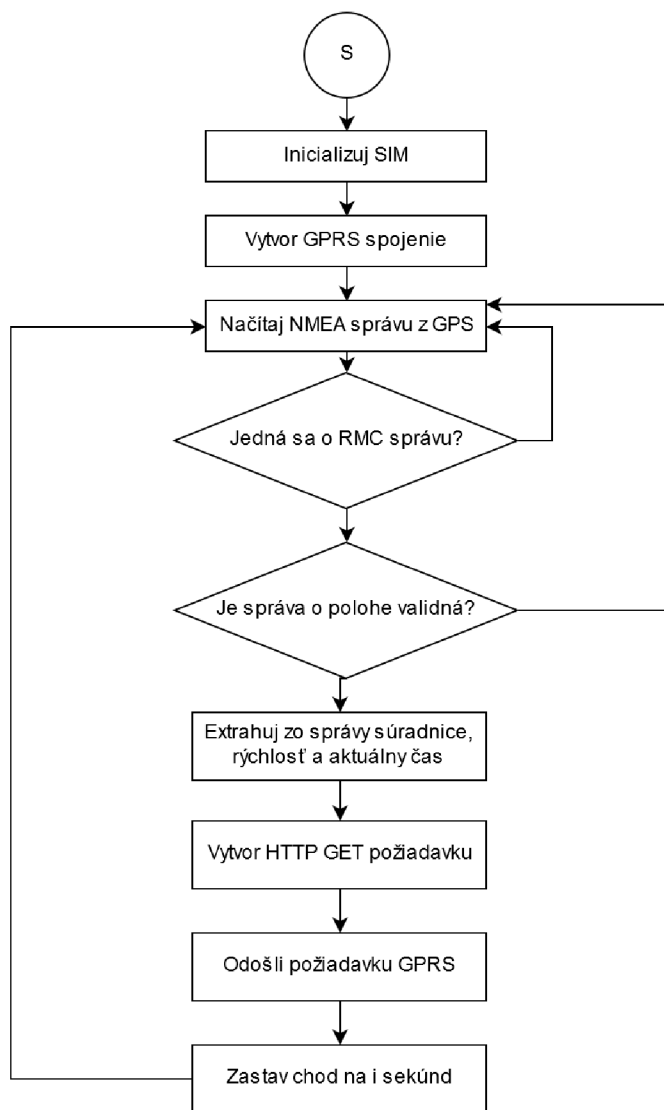 S
Inicializuj SIM
Vytvor GPRS spojenie
Načítaj NMEA správu z GPS
Jedná sa o RMC správu?
Je správa o polohe validná?
Extrahuj zo správy súradnice,
rýchlosť a aktuálny čas
Vytvor HTTP GET požiadavku
Odošli požiadavku GPRS
Zastav chod na i sekúnd